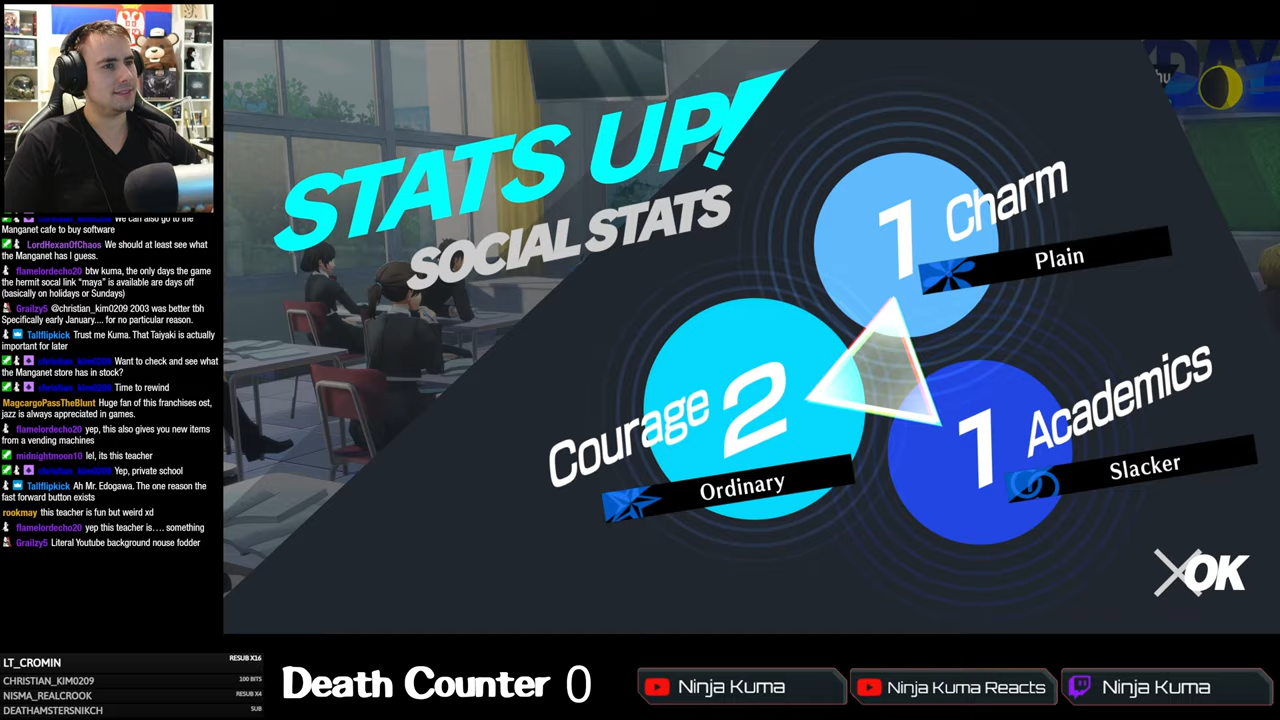 STATS UP!
SOCIAL STATS
1 Charm
Plain
Courage 2
Ordinary
1 Academics
Slacker
OK
We can also go to the
Manganet cafe to buy software
LordHexanOfChaos We should at least see what
the Manganet has I guess.
flamelordecho20 btw kuma, the only days the game
the hermit socal link "maya" is available are days off
(basically on holidays or Sundays)
Grailzy5 @christian_kim0209 2003 was better tbh
Specifically early January.... for no particular reason.
Tallflipkick Trust me Kuma. That Taiyaki is actually
important for later
christian_kim0209 Want to check and see what
the Manganet store has in stock?
christian_kim0209 Time to rewind
MagcargoPassTheBlunt Huge fan of this franchises ost,
jazz is always appreciated in games.
flamelordecho20 yep, this also gives you new items
from a vending machines
midnightmoon10 lel, its this teacher
christian_kim0209 Yep, private school
Tallflipkick Ah Mr. Edogawa. The one reason the
fast forward button exists
rookmay this teacher is fun but weird xd
flamelordecho20 yep this teacher is.... something
Grailzy5 Literal Youtube background nouse fodder
LT_CROMIN RESUB X16
CHRISTIAN_KIM0209 100 BITS
NISMA_REALCROOK RESUB X4
DEATHAMSTERSNIKCH SUB
Death Counter 0
Ninja Kuma
Ninja Kuma Reacts
Ninja Kuma